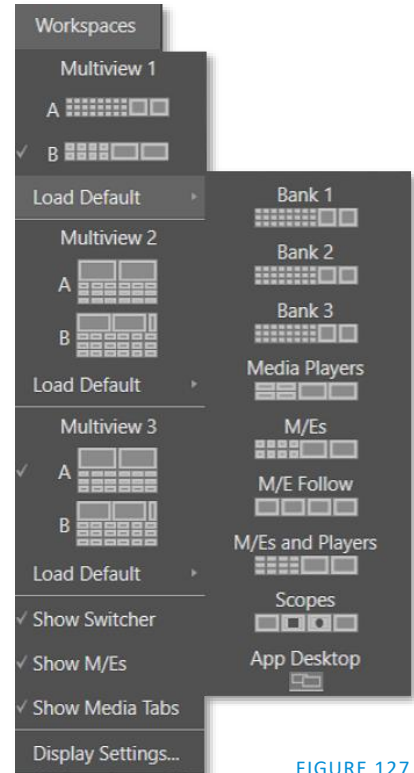 Workspaces
Multiview 1
A
✓ B
Load Default
Multiview 2
A
B
Load Default
Multiview 3
✓ A
B
Load Default
✓ Show Switcher
✓ Show M/Es
✓ Show Media Tabs
Display Settings...
Bank 1
Bank 2
Bank 3
Media Players
M/Es
M/E Follow
M/Es and Players
Scopes
App Desktop
FIGURE 127